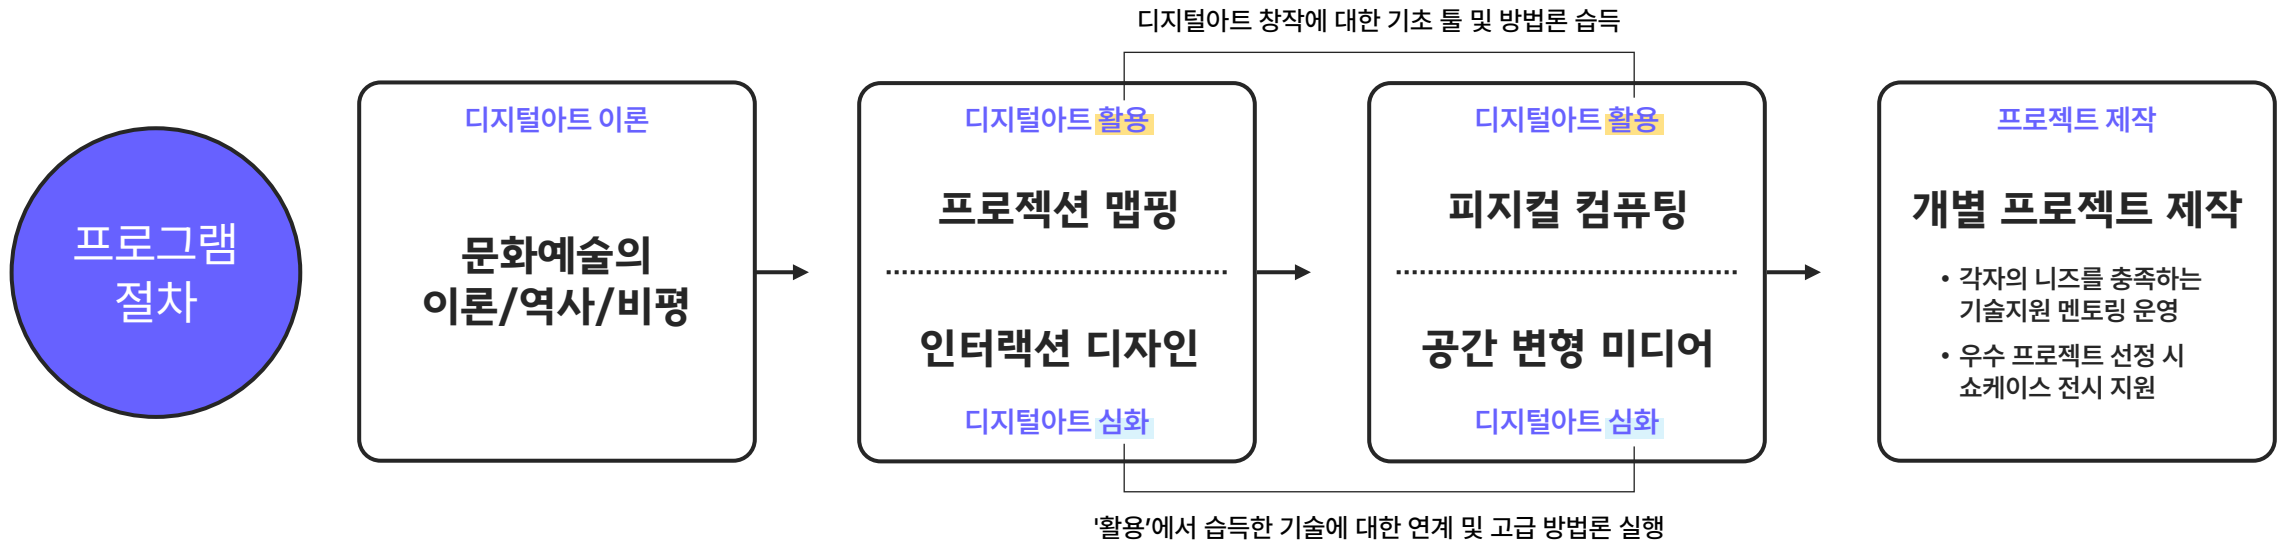 프로그램
절차
디지털아트 이론
문화예술의
이론/역사/비평
디지털아트 창작에 대한 기초 툴 및 방법론 습득
디지털아트 활용
프로젝션 맵핑
인터랙션 디자인
디지털아트 심화
디지털아트 활용
피지컬 컴퓨팅
공간 변형 미디어
디지털아트 심화
'활용’에서 습득한 기술에 대한 연계 및 고급 방법론 실행
프로젝트 제작
개별 프로젝트 제작
• 각자의 니즈를 충족하는
기술지원 멘토링 운영
• 우수 프로젝트 선정 시
쇼케이스 전시 지원